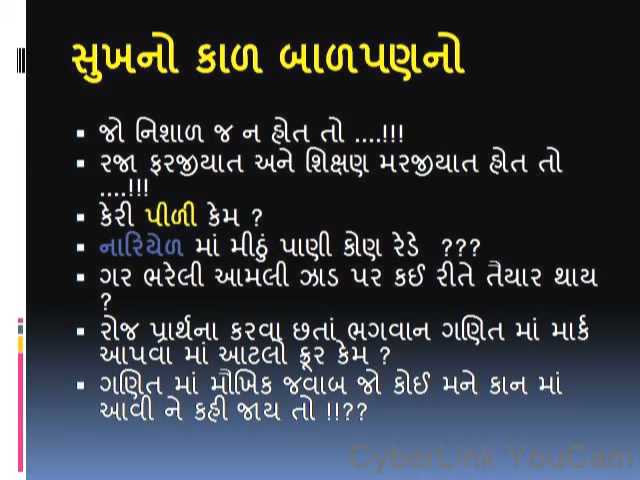 સુખનો કાળ બાળપણનો
જો નિશાળ જ ન હોત તો ....!!!
રજા ફરજીયાત અને શિક્ષણ મરજીયાત હોત તો
....!!!
કેરી પીળી કેમ ?
નારિયેળ માં મીઠું પાણી કોણ રેડે ???
ગર ભરેલી આમલી ઝાડ પર કઈ રીતે તૈયાર થાય
?
રોજ પ્રાર્થના કરવા છતાં ભગવાન ગણિત માં માર્ક
આપવા માં આટલો ક્રૂર કેમ ?
ગણિત માં મૌખિક જવાબ જો કોઈ મને કાન માં
આવી ને કહી જાય તો !!??
CyberLink YouCam